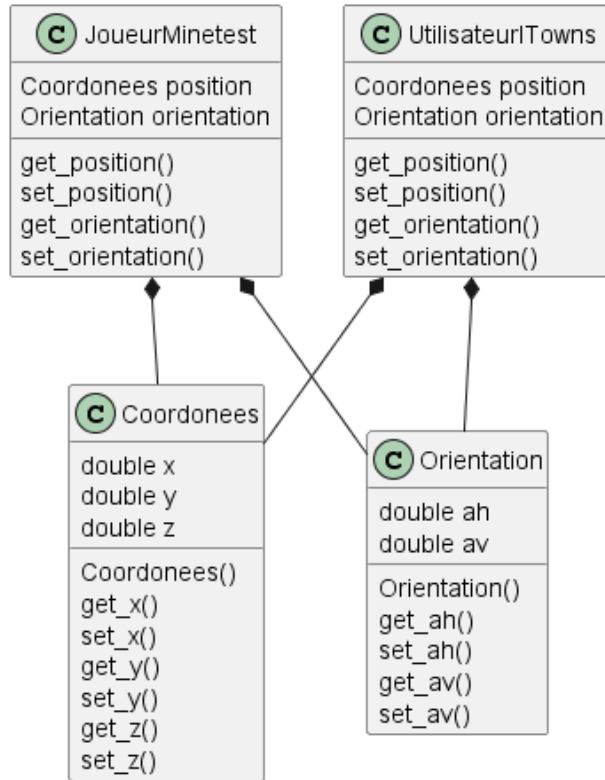 C JoueurMinetest
Coordonees position
Orientation orientation
get_position()
set_position()
get_orientation()
set_orientation()
C UtilisateurITowns
Coordonees position
Orientation orientation
get_position()
set_position()
get_orientation()
set_orientation()
C Coordonees
double x
double y
double z
Coordonees()
get_x()
set_x()
get_y()
set_y()
get_z()
set_z()
C Orientation
double ah
double av
Orientation()
get_ah()
set_ah()
get_av()
set_av()